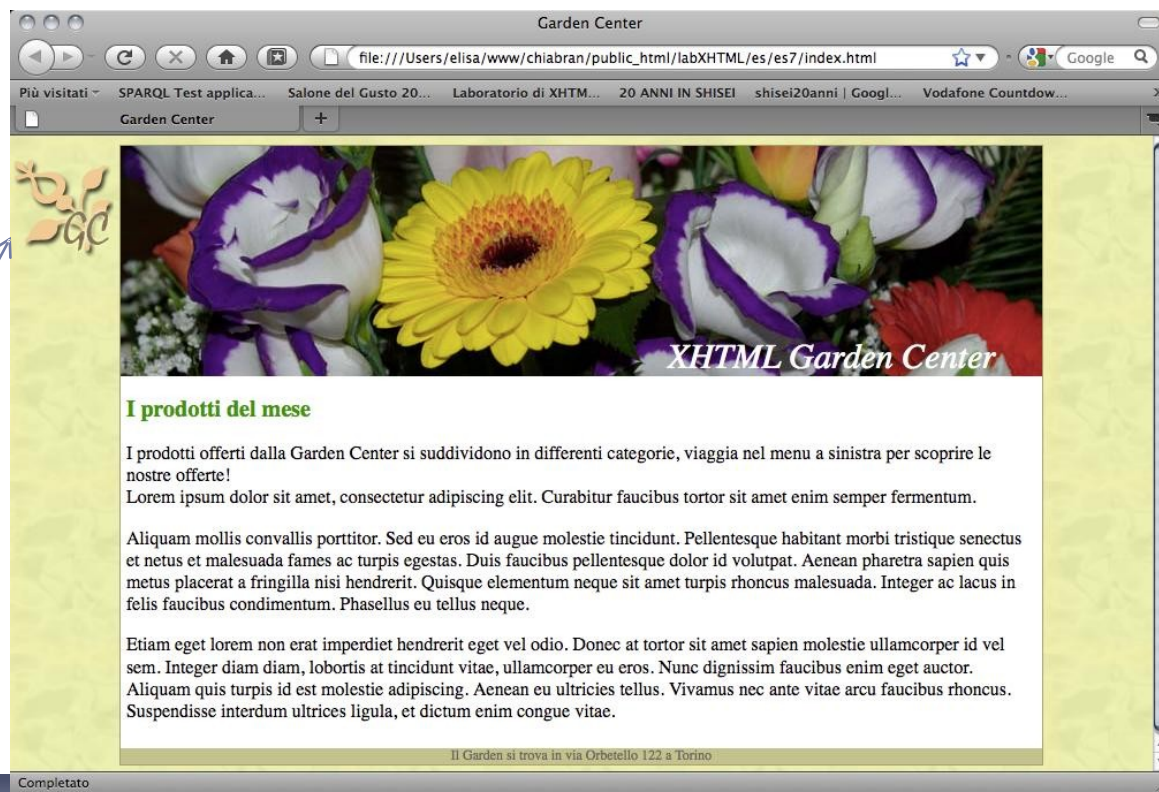 Garden Center
file:///Users/elisa/www/chiabran/public_html/labXHTML/es/es7/index.html
Google
Più visitati
SPARQL Test applica...
Salone del Gusto 20...
Laboratorio di XHTM...
20 ANNI IN SHISEI
shisei20anni | Googl...
Vodafone Countdow...
Garden Center
GC
XHTML Garden Center
I prodotti del mese
I prodotti offerti dalla Garden Center si suddividono in differenti categorie, viaggia nel menu a sinistra per scoprire le
nostre offerte!
Lorem ipsum dolor sit amet, consectetur adipiscing elit. Curabitur faucibus tortor sit amet enim semper fermentum.
Aliquam mollis convallis porttitor. Sed eu eros id augue molestie tincidunt. Pellentesque habitant morbi tristique senectus
et netus et malesuada fames ac turpis egestas. Duis faucibus pellentesque dolor id volutpat. Aenean pharetra sapien quis
metus placerat a fringilla nisi hendrerit. Quisque elementum neque sit amet turpis rhoncus malesuada. Integer ac lacus in
felis faucibus condimentum. Phasellus eu tellus neque.
Etiam eget lorem non erat imperdiet hendrerit eget vel odio. Donec at tortor sit amet sapien molestie ullamcorper id vel
sem. Integer diam diam, lobortis at tincidunt vitae, ullamcorper eu eros. Nunc dignissim faucibus enim eget auctor.
Aliquam quis turpis id est molestie adipiscing. Aenean eu ultricies tellus. Vivamus nec ante vitae arcu faucibus rhoncus.
Suspendisse interdum ultrices ligula, et dictum enim congue vitae.
Il Garden si trova in via Orbetello 122 a Torino
Completato